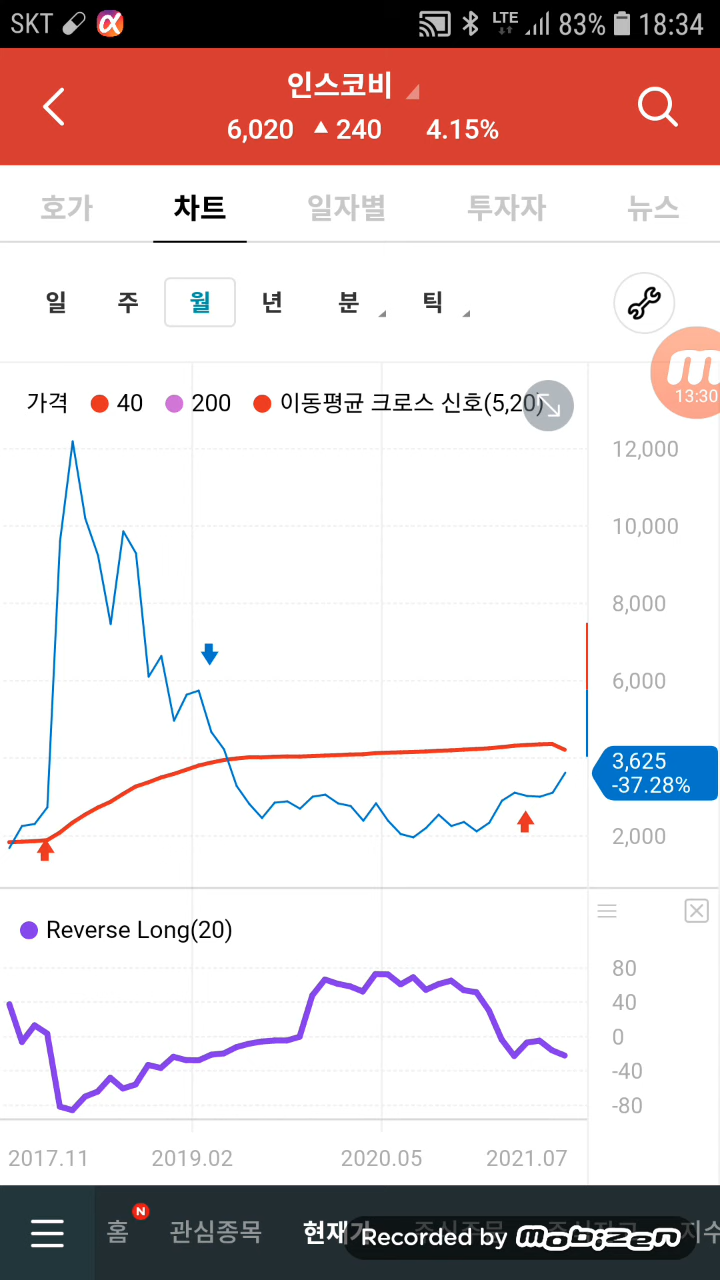 SKT LTE 83% 18:34
인스코비
6,020 ▲ 240 4.15%
호가 차트 일자별 투자자 뉴스
일 주 월 년 분 틱
13:30
가격 40 200 이동평균 크로스 신호(5,20)
12,000
10,000
8,000
6,000
3,625
-37.28%
2,000
Reverse Long(20)
80
40
0
-40
-80
2017.11 2019.02 2020.05 2021.07
홈 N 관심종목 현재가
Recorded by mobizen